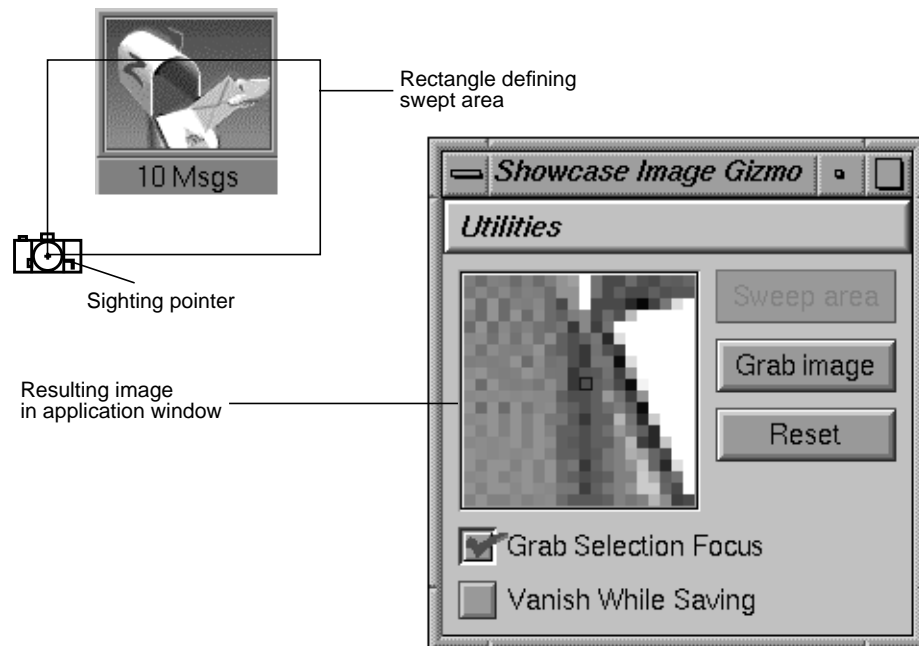 Rectangle defining
swept area
10 Msgs
Sighting pointer
Showcase Image Gizmo
Utilities
Sweep area
Grab image
Reset
Resulting image
in application window
Grab Selection Focus
Vanish While Saving